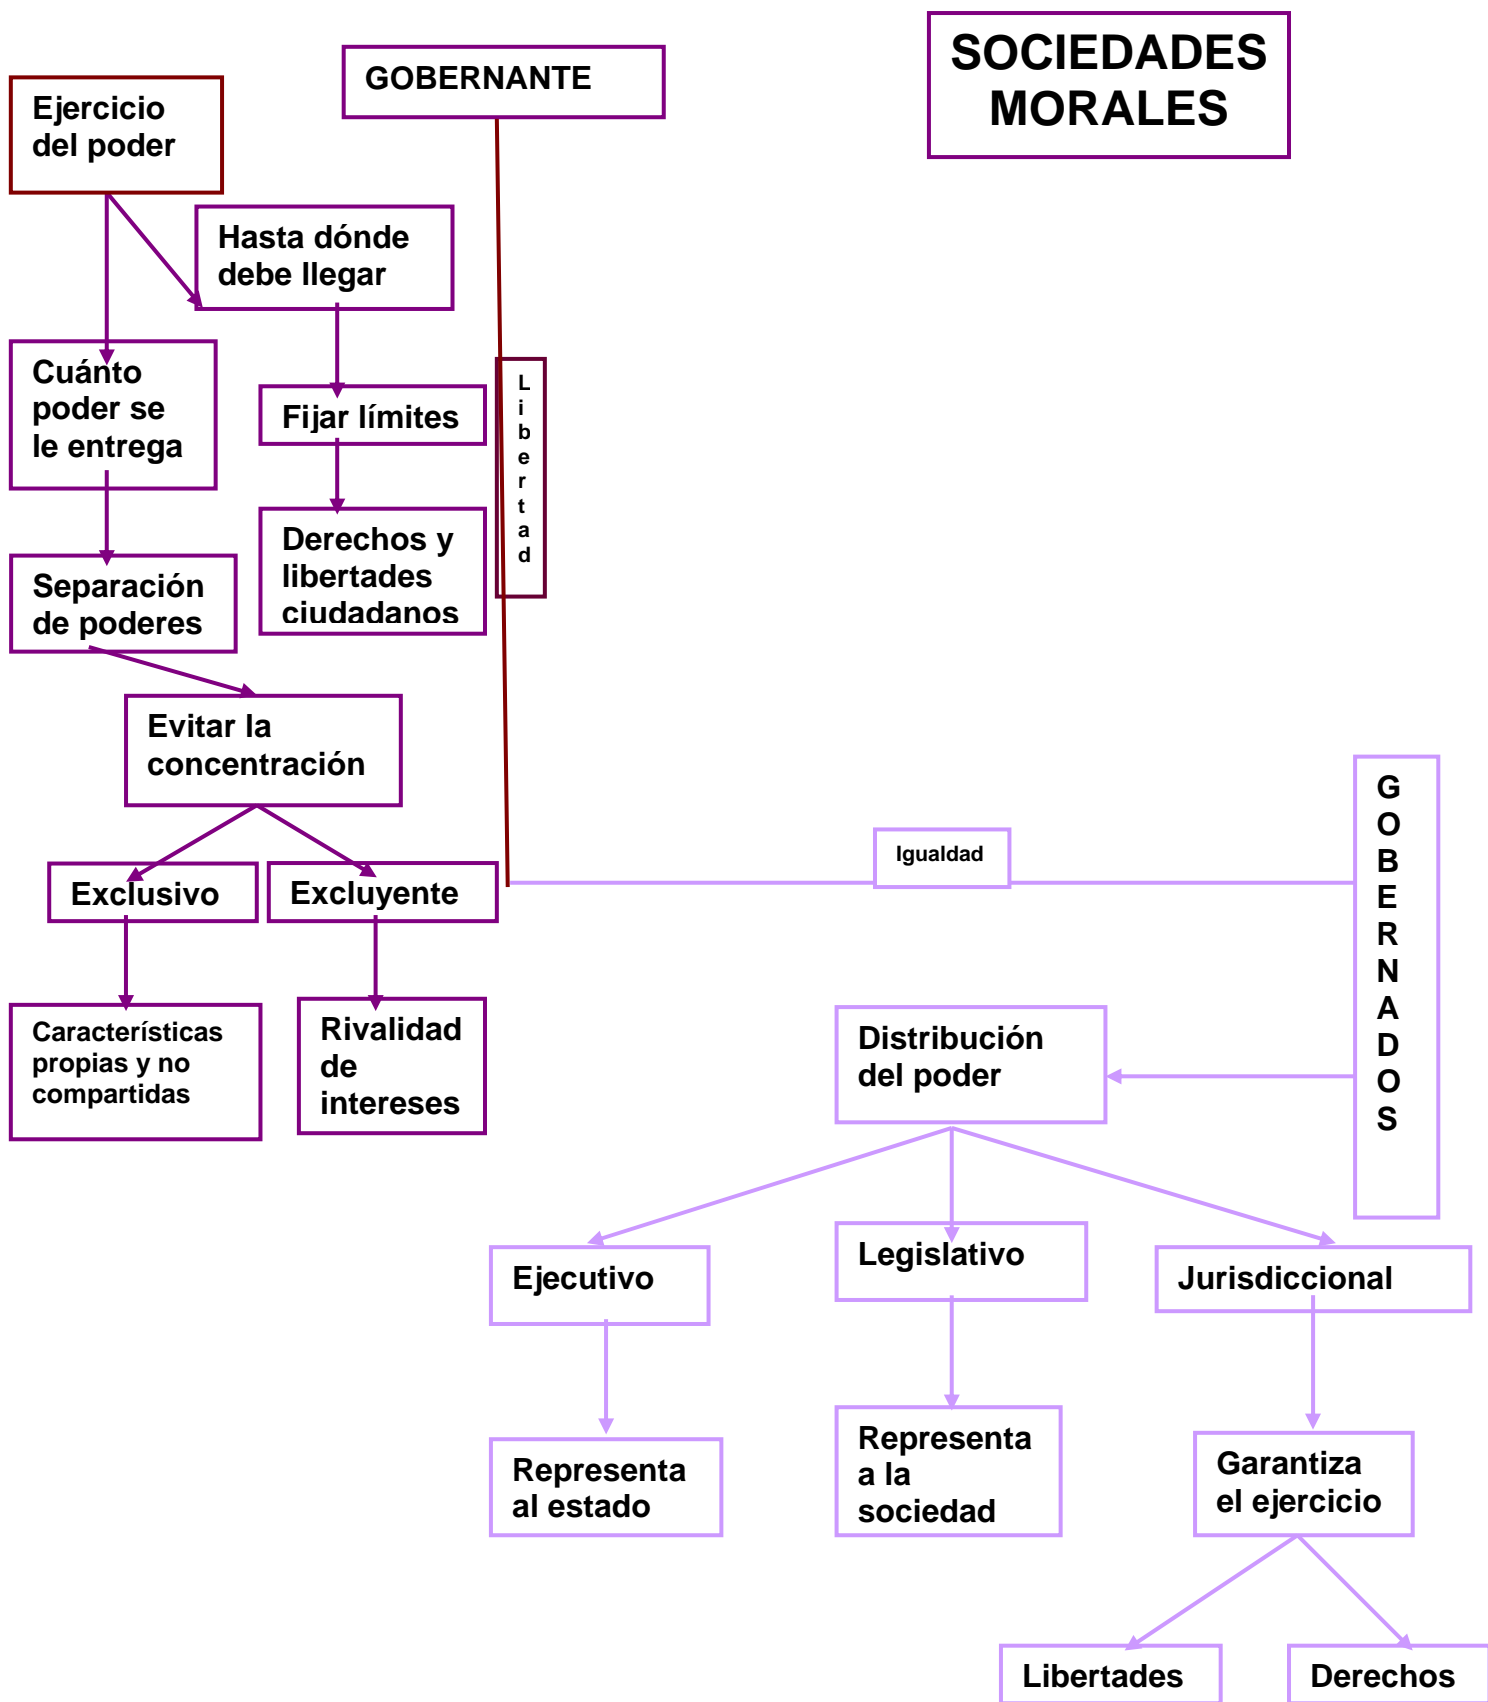 SOCIEDADES
MORALES
GOBERNANTE
Ejercicio
del poder
Hasta dónde
debe llegar
Cuánto
poder se
le entrega
Fijar límites
Libertad
Derechos y
libertades
ciudadanos
Separación
de poderes
Evitar la
concentración
Exclusivo
Excluyente
Características
propias y no
compartidas
Rivalidad
de
intereses
Igualdad
GOBERNADOS
Distribución
del poder
Ejecutivo
Legislativo
Jurisdiccional
Representa
al estado
Representa
a la
sociedad
Garantiza
el ejercicio
Libertades
Derechos